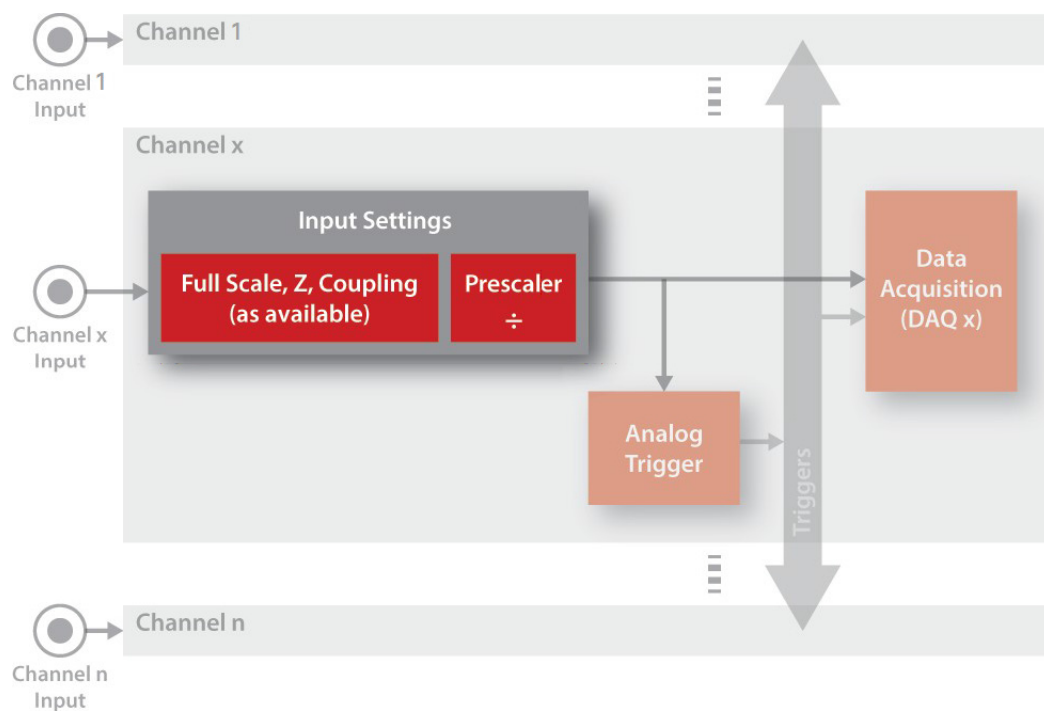 Channel 1
Channel 1
Input
Channel x
Input Settings
Full Scale, Z, Coupling
(as available)
Prescaler
÷
Data
Acquisition
(DAQ x)
Channel x
Input
Analog
Trigger
Triggers
Channel n
Channel n
Input